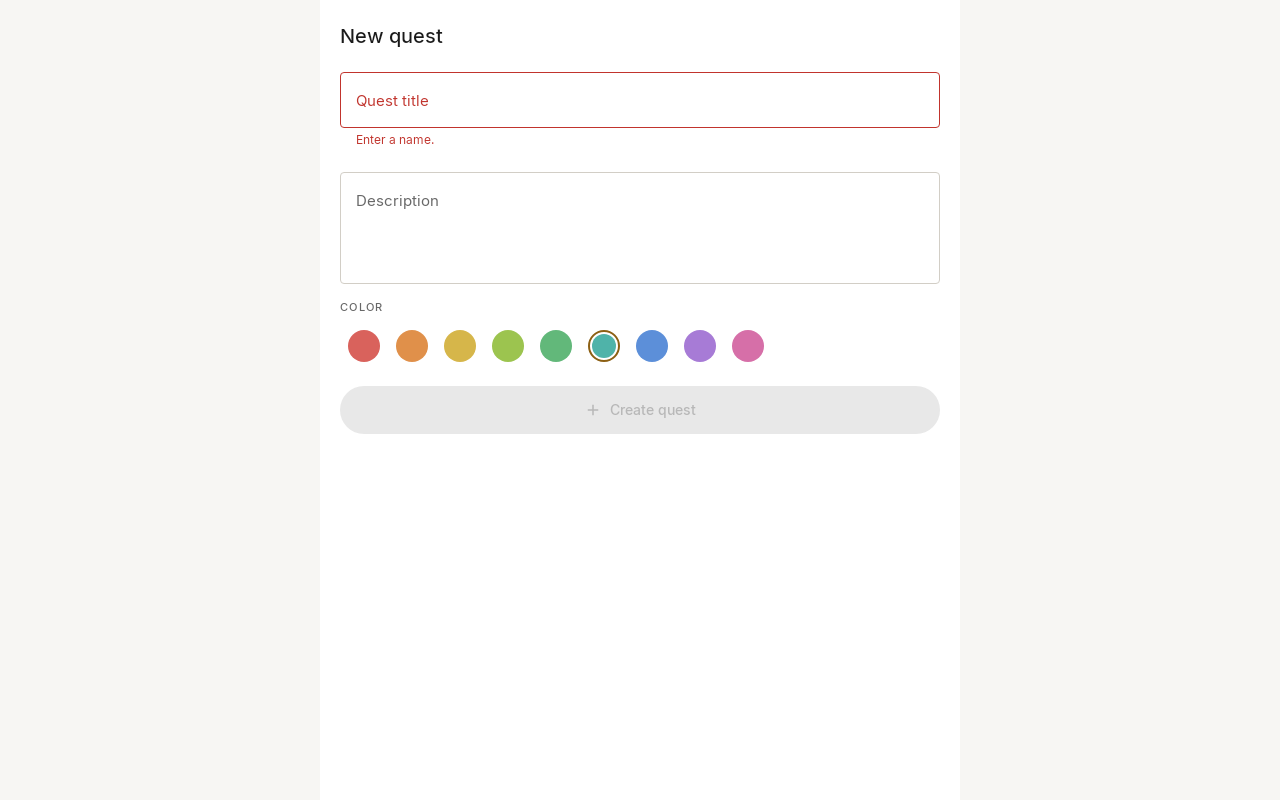 New quest
Quest title
Enter a name.
Description
COLOR
Create quest